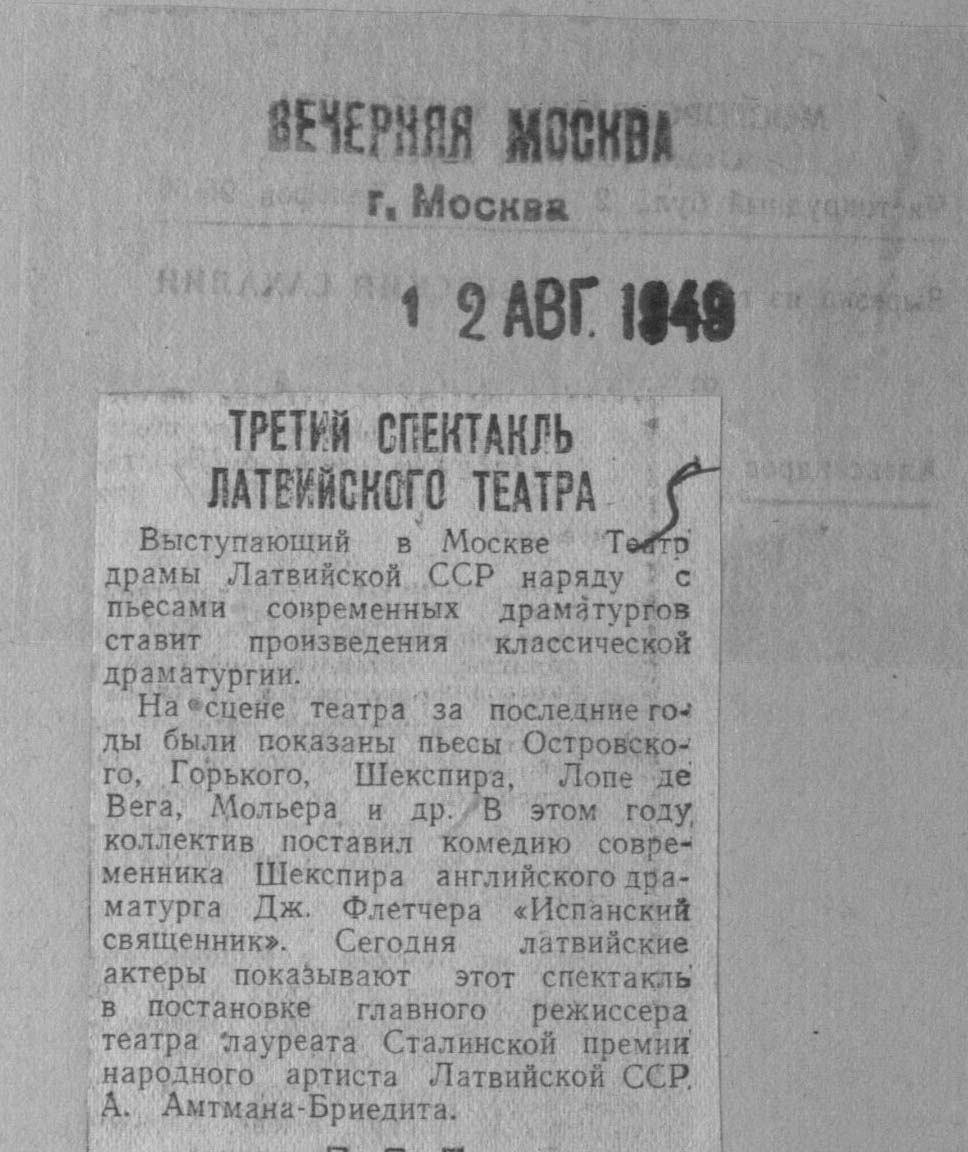 ВЕЧЕРНЯЯ МОСКВА
г. Москва
1 2 АВГ. 1949
ТРЕТИЙ СПЕКТАКЛЬ
ЛАТВИЙСКОГО ТЕАТРА
Выступающий в Москве Театр
драмы Латвийской ССР наряду с
пьесами современных драматургов
ставит произведения классической
драматургии.
На сцене театра за последние го-
ды были показаны пьесы Островско-
го, Горького, Шекспира, Лопе де
Вега, Мольера и др. В этом году
коллектив поставил комедию совре-
менника Шекспира английского дра-
матурга Дж. Флетчера «Испанский
священник». Сегодня латвийские
актеры показывают этот спектакль
в постановке главного режиссера
театра лауреата Сталинской премии
народного артиста Латвийской ССР
А. Амтмана-Бриедита.